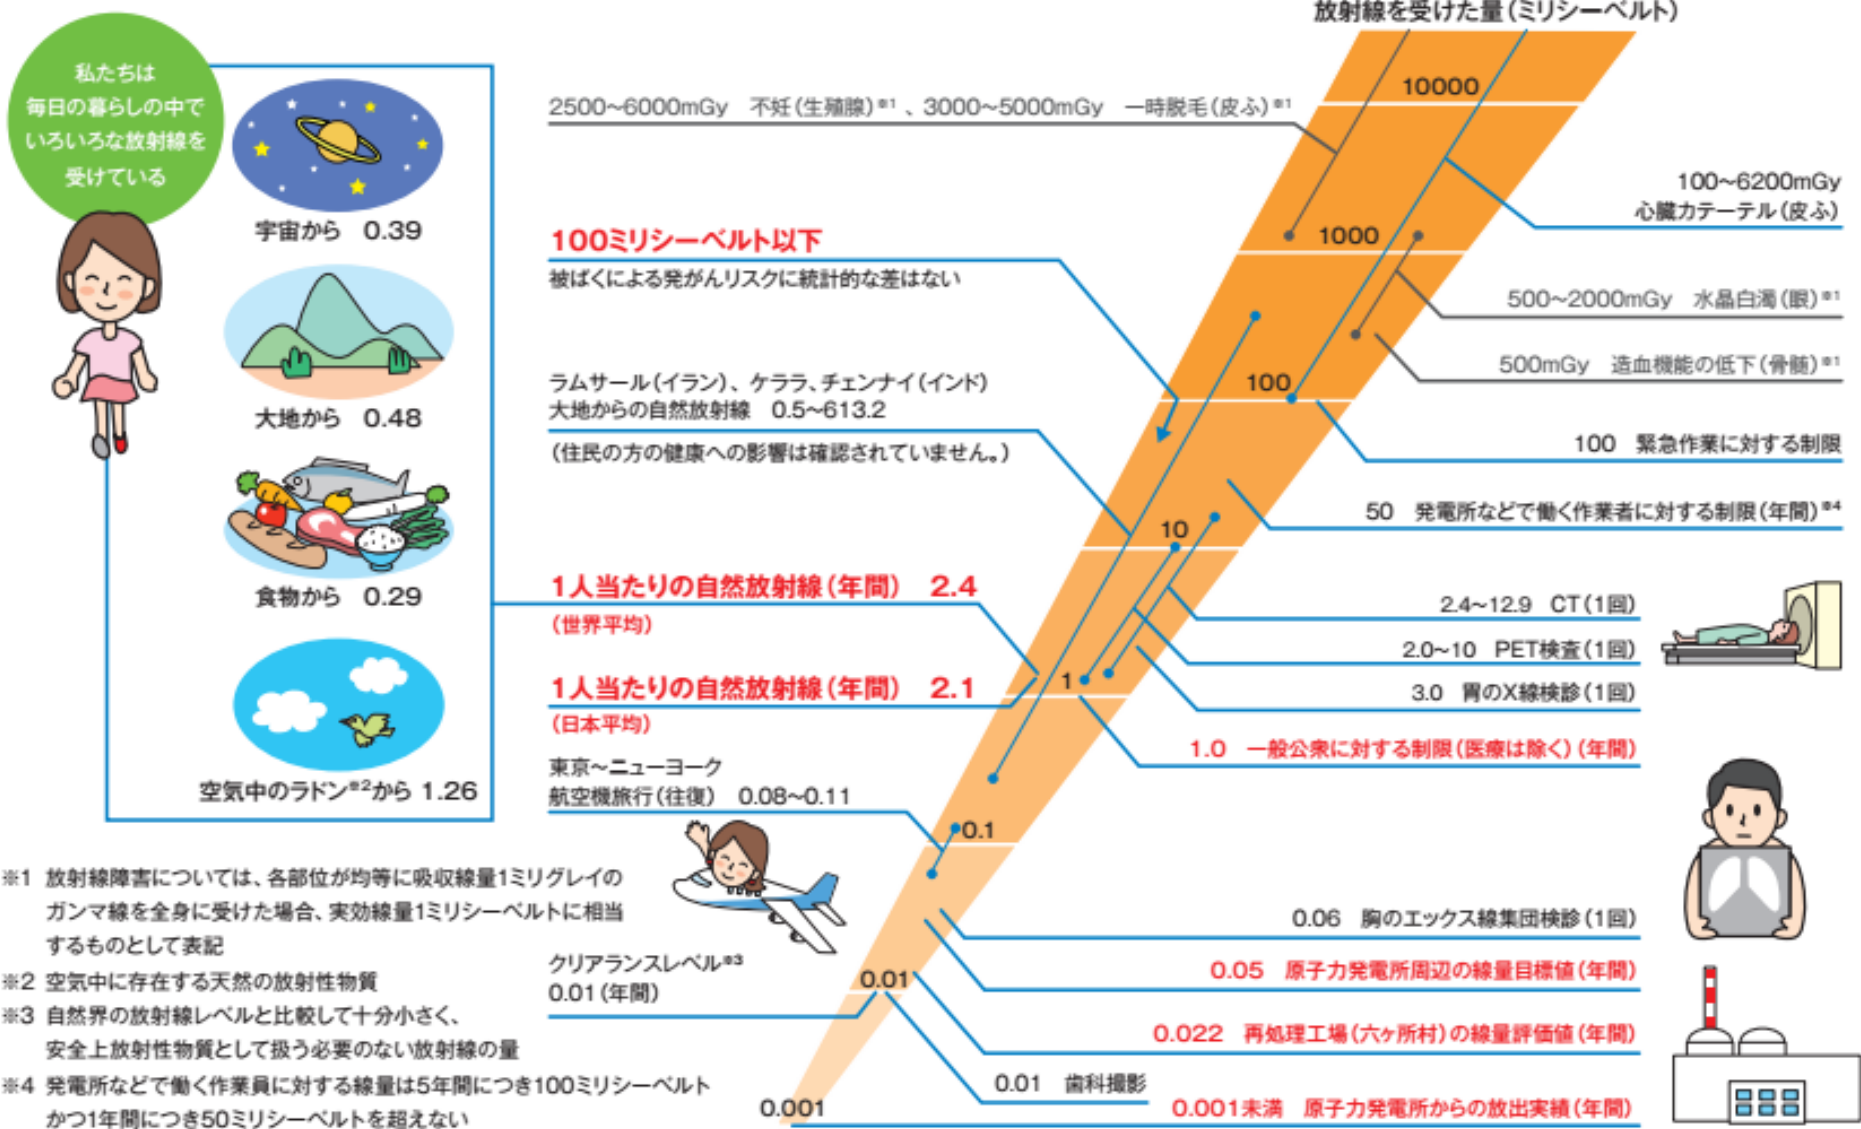 放射線を受けた量(ミリシーベルト)
私たちは
毎日の暮らしの中で
いろいろな放射線を
受けている
宇宙から 0.39
大地から 0.48
食物から 0.29
空気中のラドン※2から 1.26
2500~6000mGy 不妊(生殖腺)※1、3000~5000mGy 一時脱毛(皮ふ)※1
100ミリシーベルト以下
被ばくによる発がんリスクに統計的な差はない
ラムサール(イラン)、ケララ、チェンナイ(インド)
大地からの自然放射線 0.5~613.2
(住民の方の健康への影響は確認されていません。)
1人当たりの自然放射線(年間) 2.4
(世界平均)
1人当たりの自然放射線(年間) 2.1
(日本平均)
東京~ニューヨーク
航空機旅行(往復) 0.08~0.11
クリアランスレベル※3
0.01(年間)
10000
1000
100
10
1
0.1
0.01
0.001
100~6200mGy
心臓カテーテル(皮ふ)
500~2000mGy 水晶白濁(眼)※1
500mGy 造血機能の低下(骨髄)※1
100 緊急作業に対する制限
50 発電所などで働く作業者に対する制限(年間)※4
2.4~12.9 CT(1回)
2.0~10 PET検査(1回)
3.0 胃のX線検診(1回)
1.0 一般公衆に対する制限(医療は除く)(年間)
0.06 胸のエックス線集団検診(1回)
0.05 原子力発電所周辺の線量目標値(年間)
0.022 再処理工場(六ヶ所村)の線量評価値(年間)
0.01 歯科撮影
0.001未満 原子力発電所からの放出実績(年間)
※1 放射線障害については、各部位が均等に吸収線量1ミリグレイの
ガンマ線を全身に受けた場合、実効線量1ミリシーベルトに相当
するものとして表記
※2 空気中に存在する天然の放射性物質
※3 自然界の放射線レベルと比較して十分小さく、
安全上放射性物質として扱う必要のない放射線の量
※4 発電所などで働く作業員に対する線量は5年間につき100ミリシーベルト
かつ1年間につき50ミリシーベルトを超えない